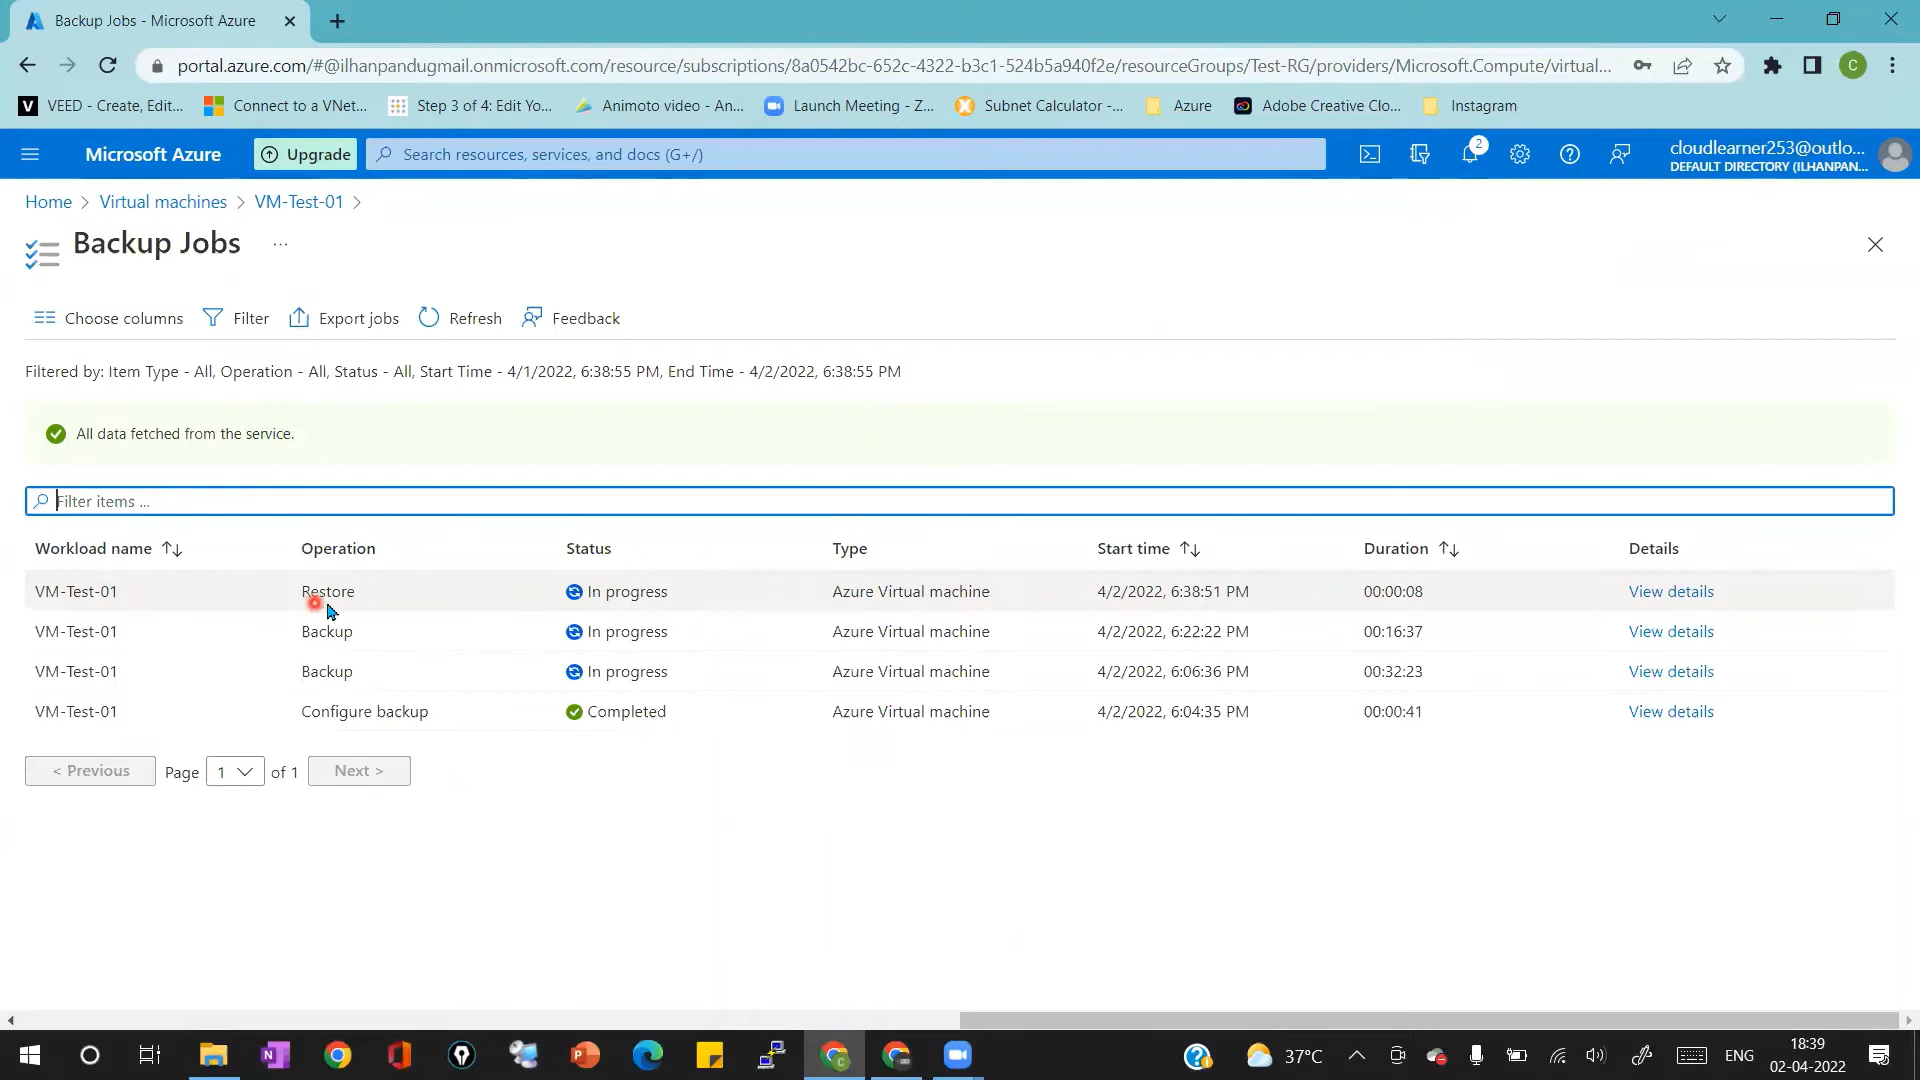 Backup Jobs - Microsoft Azure
portal.azure.com/#@ilhanpandugmail.onmicrosoft.com/resource/subscriptions/8a0542bc-652c-4322-b3c1-524b5a940f2e/resourceGroups/Test-RG/providers/Microsoft.Compute/virtual...
C
V VEED - Create, Edit... Connect to a VNet... Step 3 of 4: Edit Yo... Animoto video - An... Launch Meeting - Z... Subnet Calculator -... Azure Adobe Creative Clo... Instagram
Microsoft Azure Upgrade Search resources, services, and docs (G+/) 2 cloudlearner253@outlo...
DEFAULT DIRECTORY (ILHANPAN...
Home > Virtual machines > VM-Test-01 >
Backup Jobs ...
Choose columns Filter Export jobs Refresh Feedback
Filtered by: Item Type - All, Operation - All, Status - All, Start Time - 4/1/2022, 6:38:55 PM, End Time - 4/2/2022, 6:38:55 PM
All data fetched from the service.
Filter items ...
Workload name Operation Status Type Start time Duration Details
VM-Test-01 Restore In progress Azure Virtual machine 4/2/2022, 6:38:51 PM 00:00:08 View details
VM-Test-01 Backup In progress Azure Virtual machine 4/2/2022, 6:22:22 PM 00:16:37 View details
VM-Test-01 Backup In progress Azure Virtual machine 4/2/2022, 6:06:36 PM 00:32:23 View details
VM-Test-01 Configure backup Completed Azure Virtual machine 4/2/2022, 6:04:35 PM 00:00:41 View details
< Previous Page 1 of 1 Next >
37°C ENG 18:39
02-04-2022